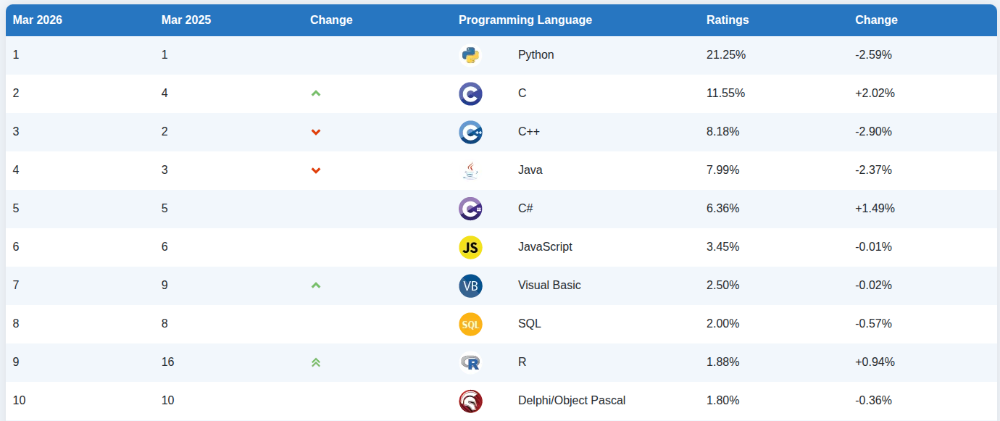 Mar 2026 Mar 2025 Change Programming Language Ratings Change
1 1 Python 21.25% -2.59%
2 4 C 11.55% +2.02%
3 2 C++ 8.18% -2.90%
4 3 Java 7.99% -2.37%
5 5 C# 6.36% +1.49%
6 6 JS JavaScript 3.45% -0.01%
7 9 VB Visual Basic 2.50% -0.02%
8 8 SQL SQL 2.00% -0.57%
9 16 R R 1.88% +0.94%
10 10 Delphi/Object Pascal 1.80% -0.36%